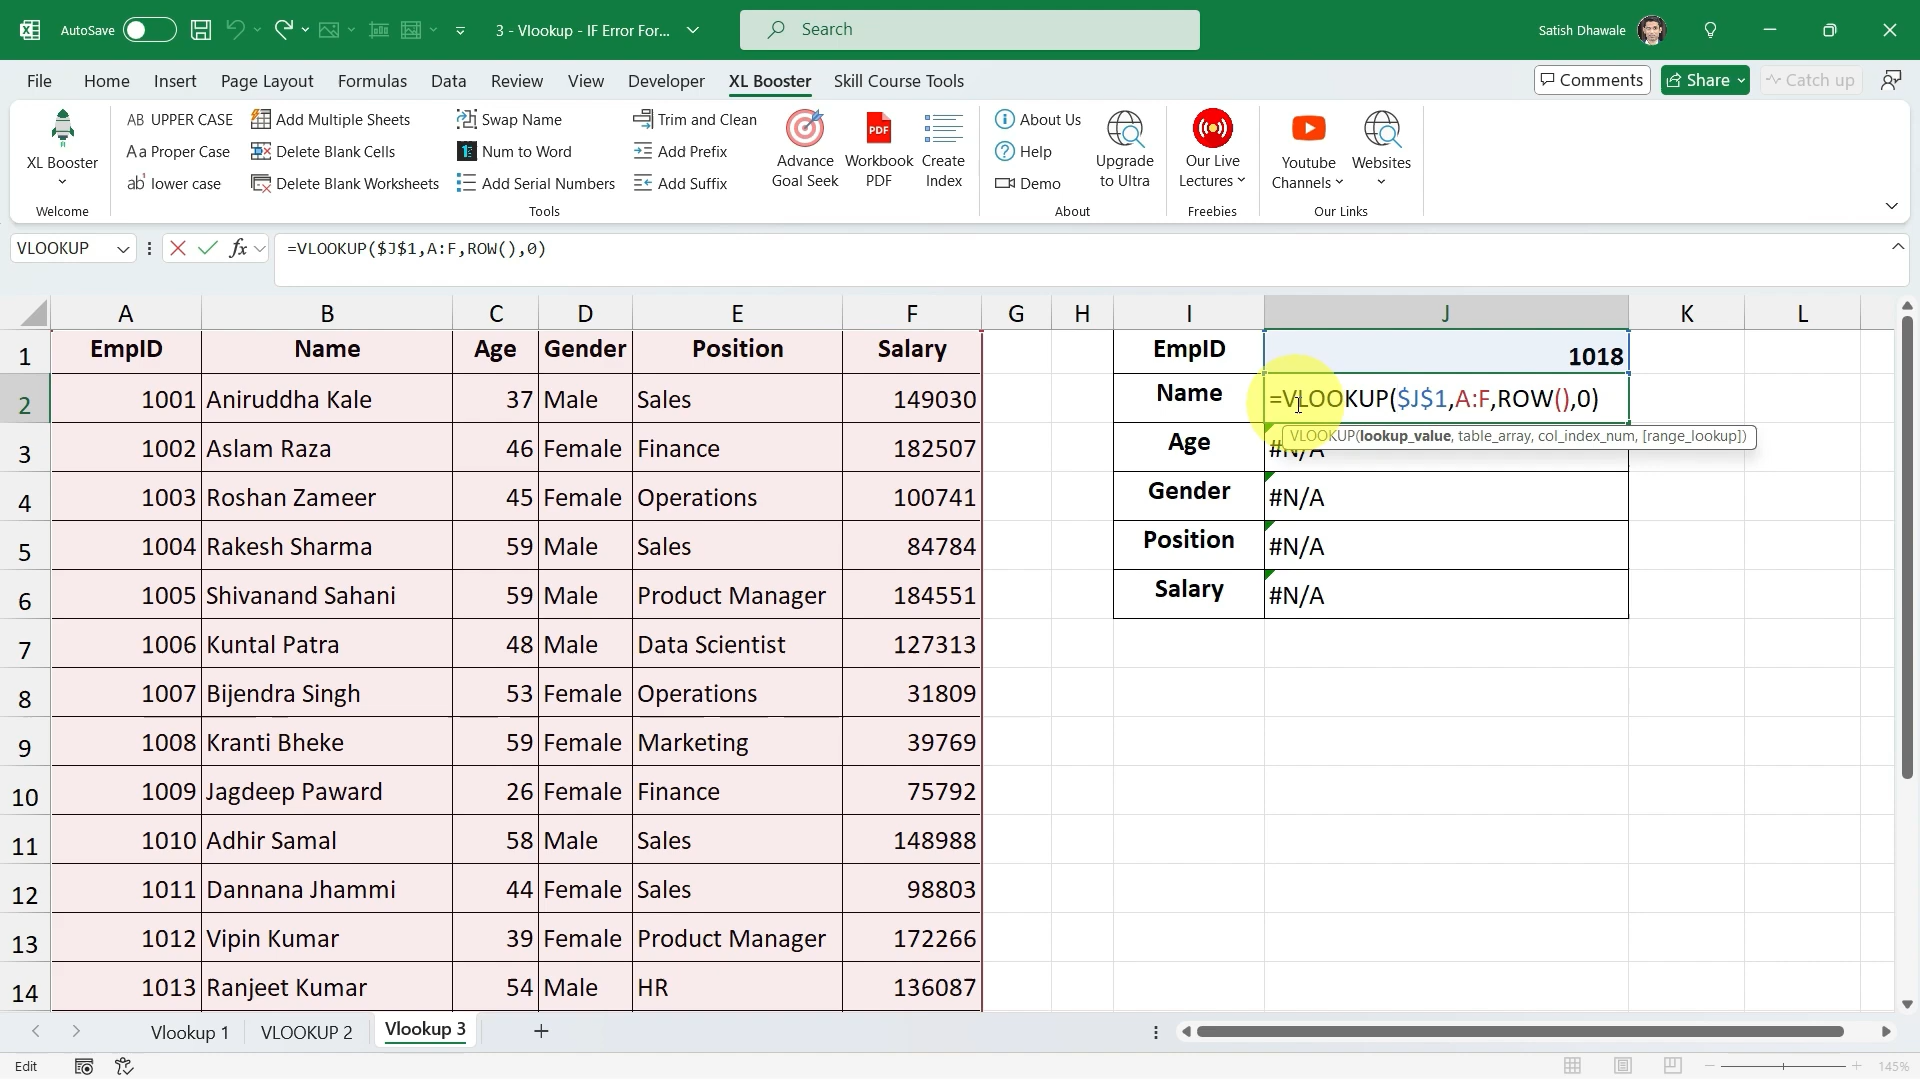 AutoSave
3 - Vlookup - IF Error For...
Search
Satish Dhawale
File Home Insert Page Layout Formulas Data Review View Developer XL Booster Skill Course Tools
Comments Share Catch up
XL Booster
Welcome
AB UPPER CASE
Aa Proper Case
ab' lower case
Add Multiple Sheets
Delete Blank Cells
Delete Blank Worksheets
Swap Name
Num to Word
Add Serial Numbers
Trim and Clean
Add Prefix
Add Suffix
Tools
Advance
Goal Seek
PDF
Workbook
PDF
Create
Index
About Us
Help
Demo
Upgrade
to Ultra
About
Our Live
Lectures
Freebies
Youtube
Channels
Websites
Our Links
VLOOKUP fx =VLOOKUP($J$1,A:F,ROW(),0)
A B C D E F G H I J K L
1 EmpID Name Age Gender Position Salary EmpID 1018
2 1001 Aniruddha Kale 37 Male Sales 149030 Name =VLOOKUP($J$1,A:F,ROW(),0)
VLOOKUP(lookup_value, table_array, col_index_num, [range_lookup])
3 1002 Aslam Raza 46 Female Finance 182507 Age #N/A
4 1003 Roshan Zameer 45 Female Operations 100741 Gender #N/A
5 1004 Rakesh Sharma 59 Male Sales 84784 Position #N/A
6 1005 Shivanand Sahani 59 Male Product Manager 184551 Salary #N/A
7 1006 Kuntal Patra 48 Male Data Scientist 127313
8 1007 Bijendra Singh 53 Female Operations 31809
9 1008 Kranti Bheke 59 Female Marketing 39769
10 1009 Jagdeep Paward 26 Female Finance 75792
11 1010 Adhir Samal 58 Male Sales 148988
12 1011 Dannana Jhammi 44 Female Sales 98803
13 1012 Vipin Kumar 39 Female Product Manager 172266
14 1013 Ranjeet Kumar 54 Male HR 136087
Vlookup 1 VLOOKUP 2 Vlookup 3
Edit 145%